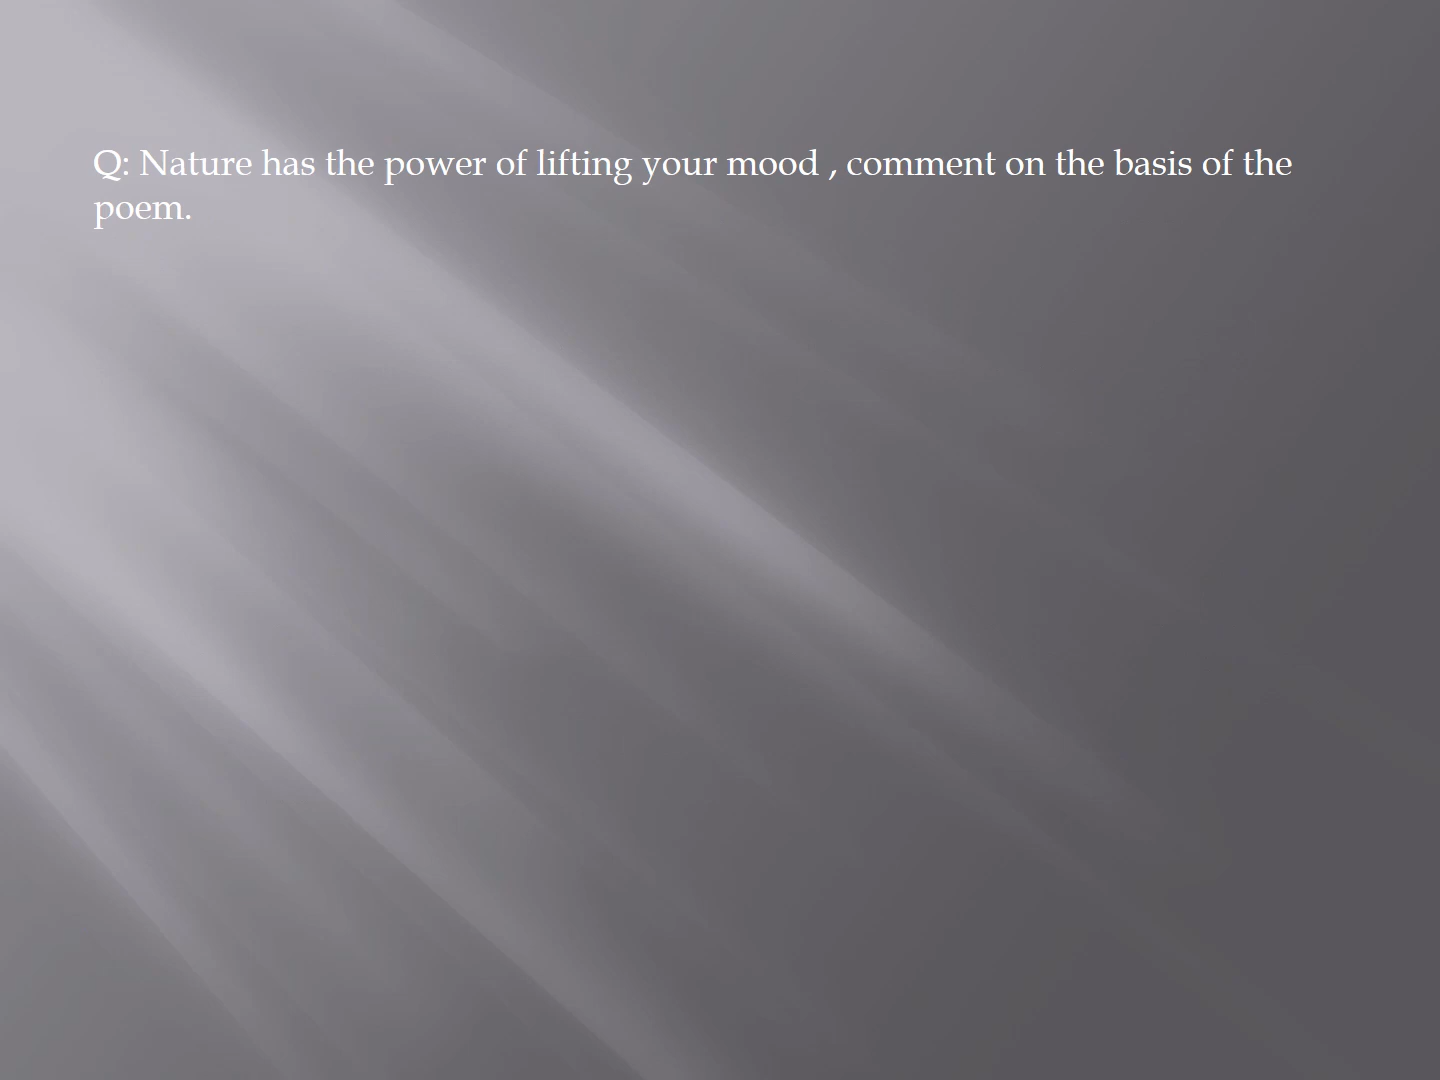 Q: Nature has the power of lifting your mood , comment on the basis of the
poem.